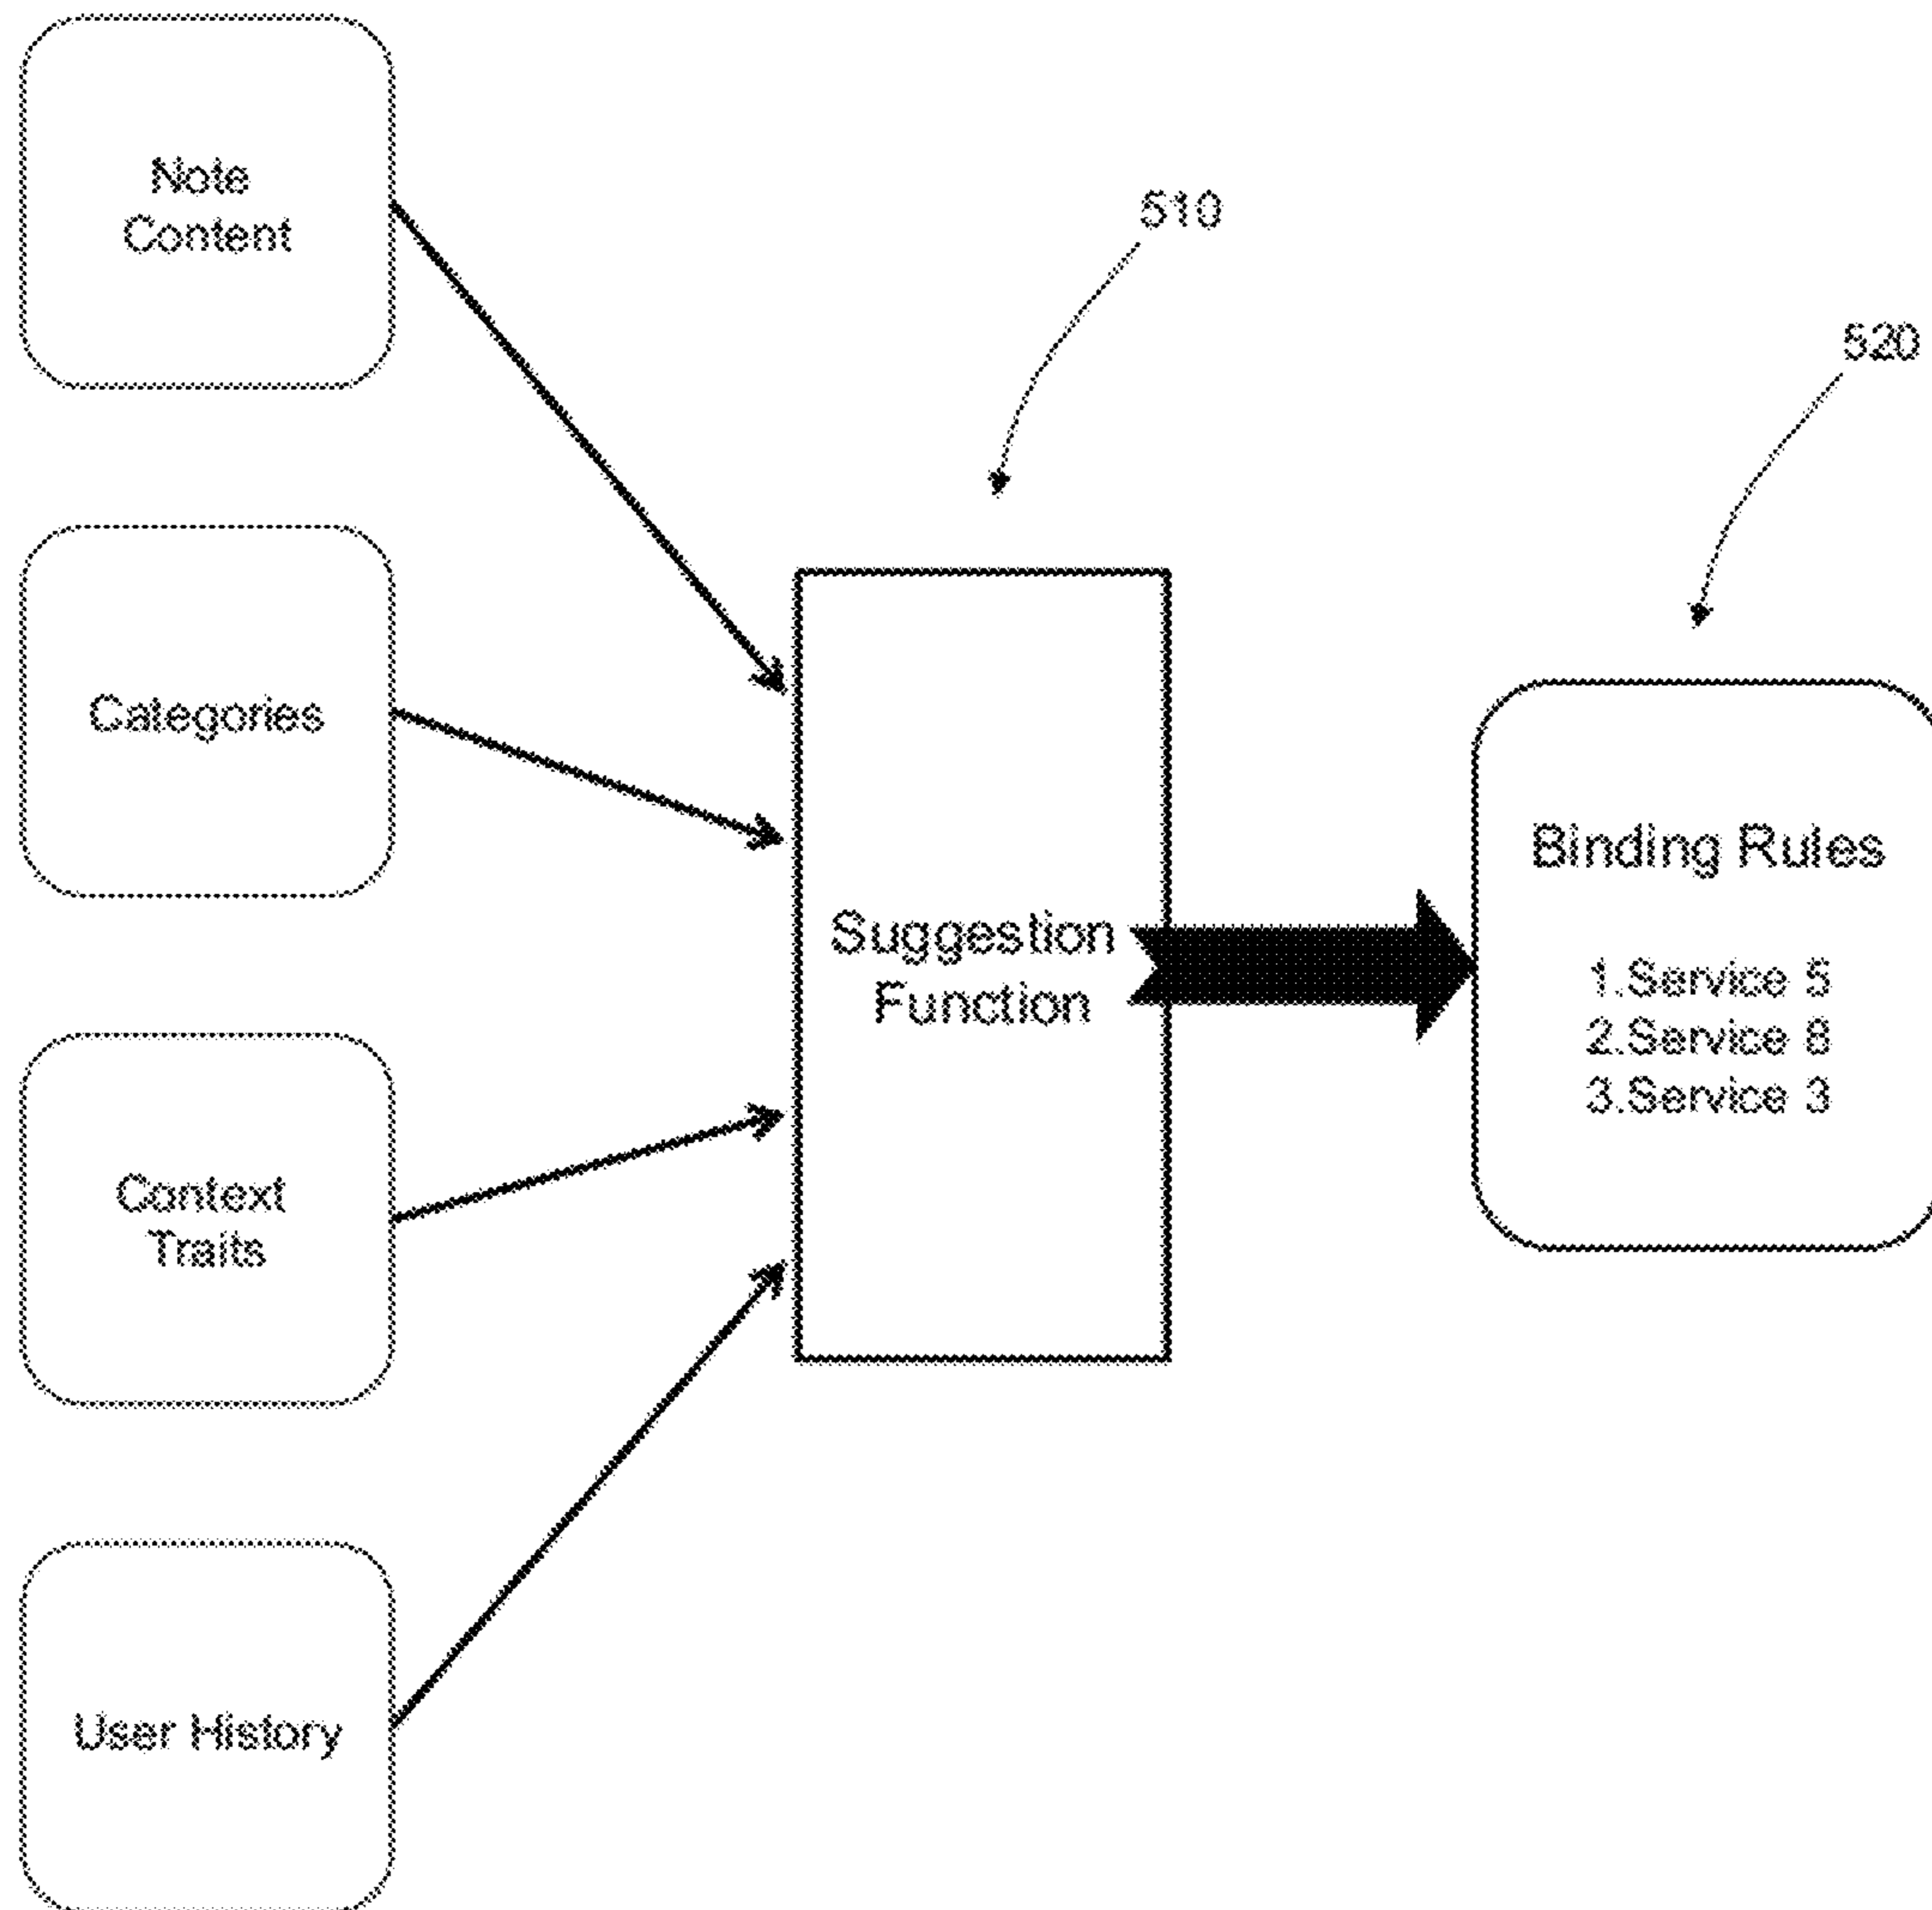 Note
Content
510
520
Categories
Binding Rules
Suggestion
Function
1.Service 5
2.Service 8
3.Service 3
Context
Traits
User History